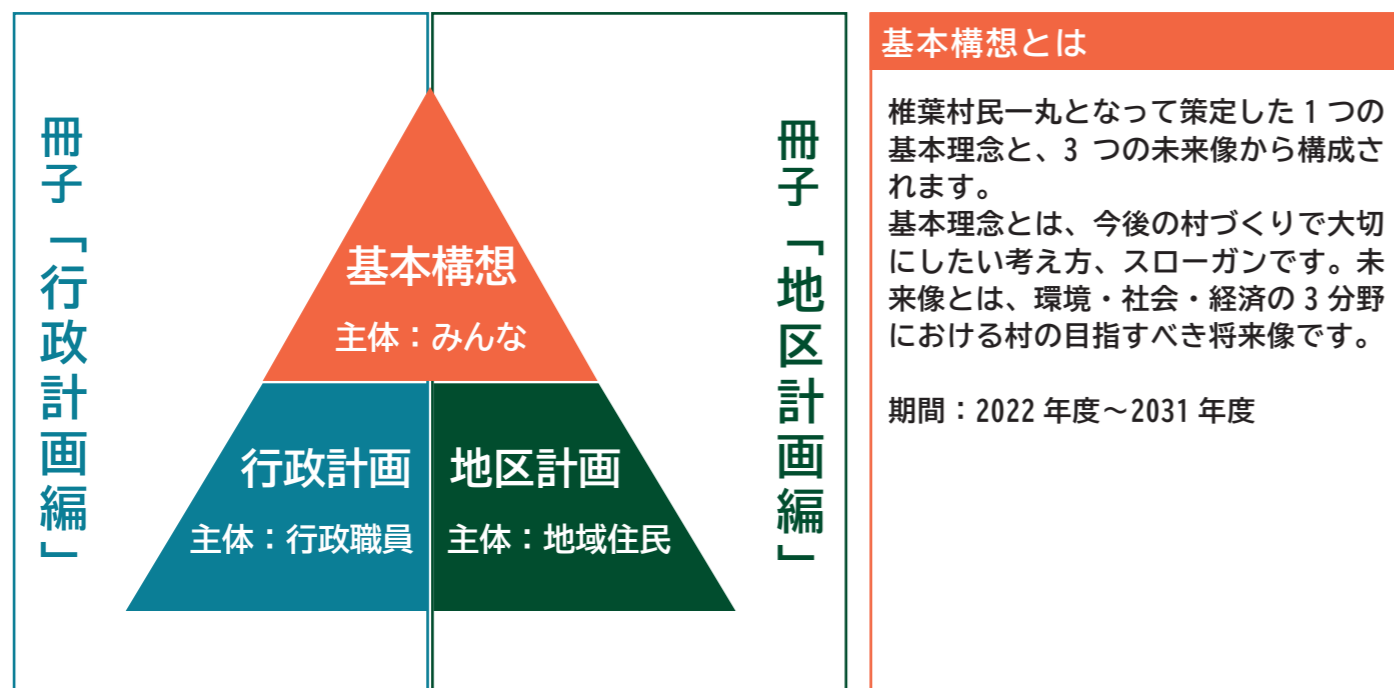 冊子「行政計画編」
基本構想
主体：みんな
行政計画
主体：行政職員
地区計画
主体：地域住民
冊子「地区計画編」
基本構想とは
椎葉村民一丸となって策定した 1 つの
基本理念と、3 つの未来像から構成さ
れます。
基本理念とは、今後の村づくりで大切
にしたい考え方、スローガンです。未
来像とは、環境・社会・経済の 3 分野
における村の目指すべき将来像です。
期間：2022 年度～2031 年度